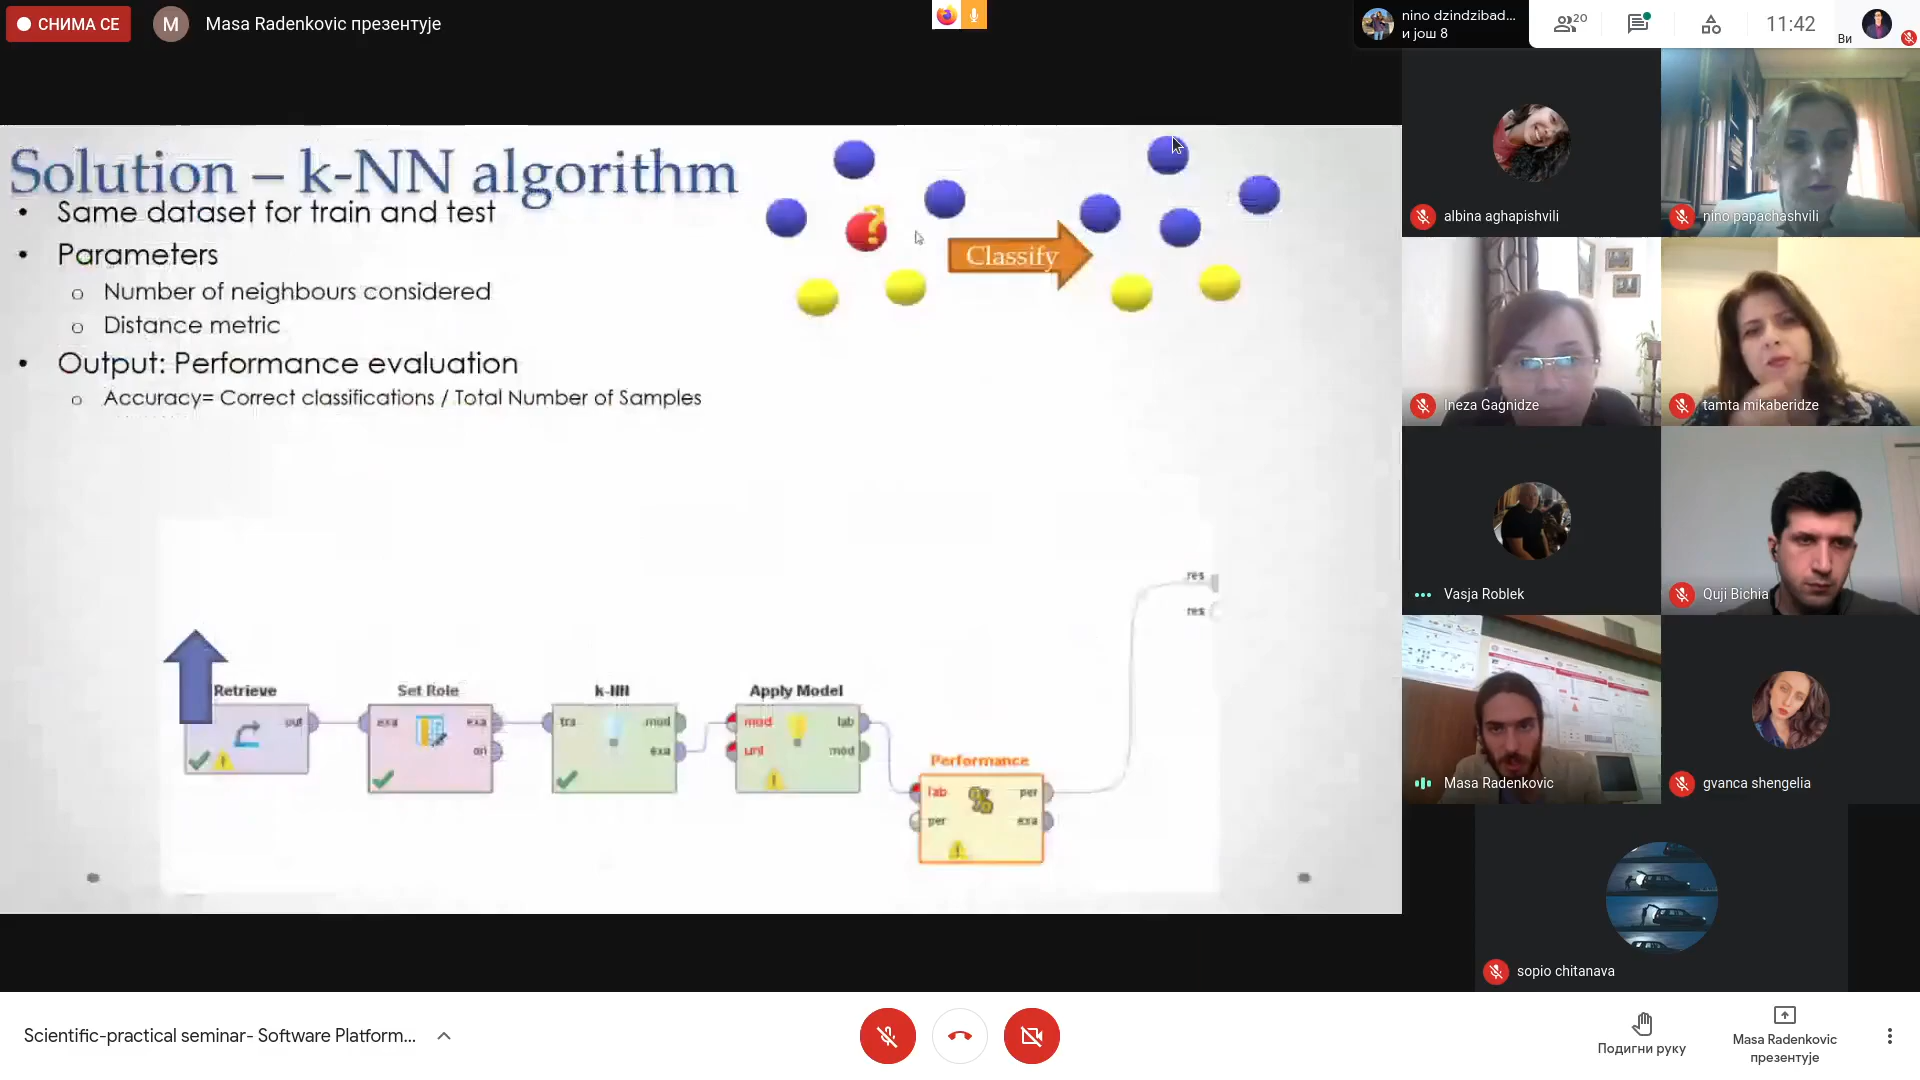 СНИМА СЕ
M
Masa Radenkovic презентује
nino dzindzibad...
и још 8
20
11:42
Ви
Solution – k-NN algorithm
• Same dataset for train and test
• Parameters
o Number of neighbours considered
o Distance metric
• Output: Performance evaluation
o Accuracy= Correct classifications / Total Number of Samples
?
Classify
res
res
Retrieve
out
Set Role
exa
exa
ori
k-NN
tra
mod
exa
Apply Model
mod
unl
lab
mod
Performance
lab
per
per
exa
albina aghapishvili
nino papachashvili
Ineza Gagnidze
tamta mikaberidze
Vasja Roblek
Quji Bichia
Masa Radenkovic
gvanca shengelia
sopio chitanava
Scientific-practical seminar- Software Platform...
Подигни руку
Masa Radenkovic
презентује